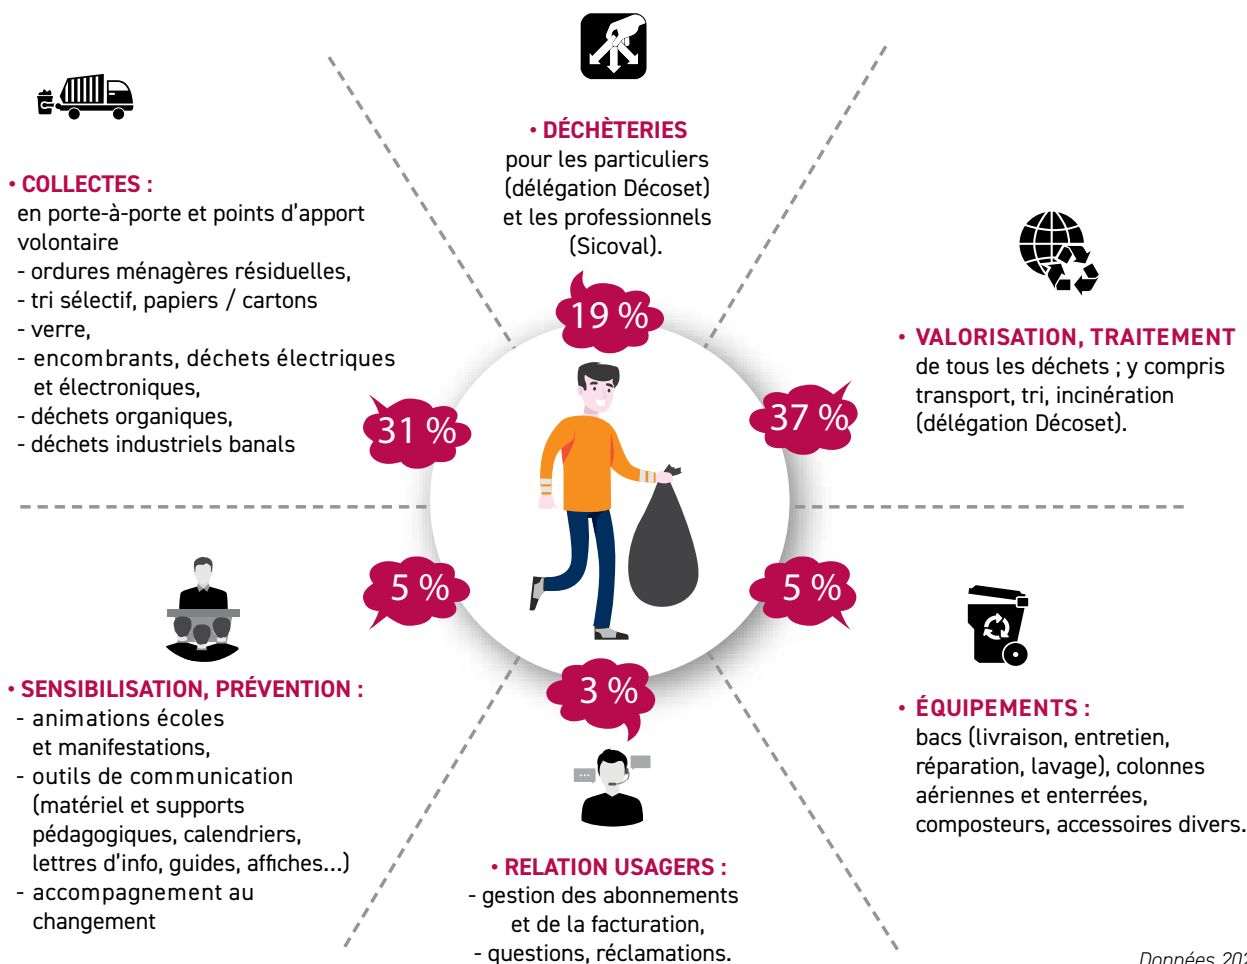 • DÉCHÈTERIES
pour les particuliers
(délégation Décoset)
et les professionnels
(Sicoval).
19 %
• COLLECTES :
en porte-à-porte et points d'apport
volontaire
- ordures ménagères résiduelles,
- tri sélectif, papiers / cartons
- verre,
- encombrants, déchets électriques
et électroniques,
- déchets organiques,
- déchets industriels banals
31 %
• VALORISATION, TRAITEMENT
de tous les déchets ; y compris
transport, tri, incinération
(délégation Décoset).
37 %
5 %
• SENSIBILISATION, PRÉVENTION :
- animations écoles
et manifestations,
- outils de communication
(matériel et supports
pédagogiques, calendriers,
lettres d'info, guides, affiches...)
- accompagnement au
changement
3 %
• RELATION USAGERS :
- gestion des abonnements
et de la facturation,
- questions, réclamations.
5 %
• ÉQUIPEMENTS :
bacs (livraison, entretien,
réparation, lavage), colonnes
aériennes et enterrées,
composteurs, accessoires divers.
Données